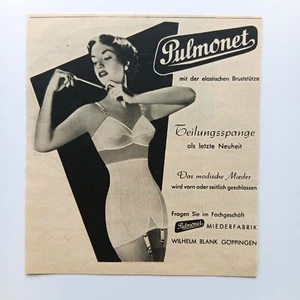 Pulmonet
mit der elastischen Bruststütze
Teilungsspange
als letzte Neuheit
Das modische Mieder
wird vorn oder seitlich geschlossen
Fragen Sie im Fachgeschäft
Pulmonet MIEDERFABRIK
WILHELM BLANK GÖPPINGEN